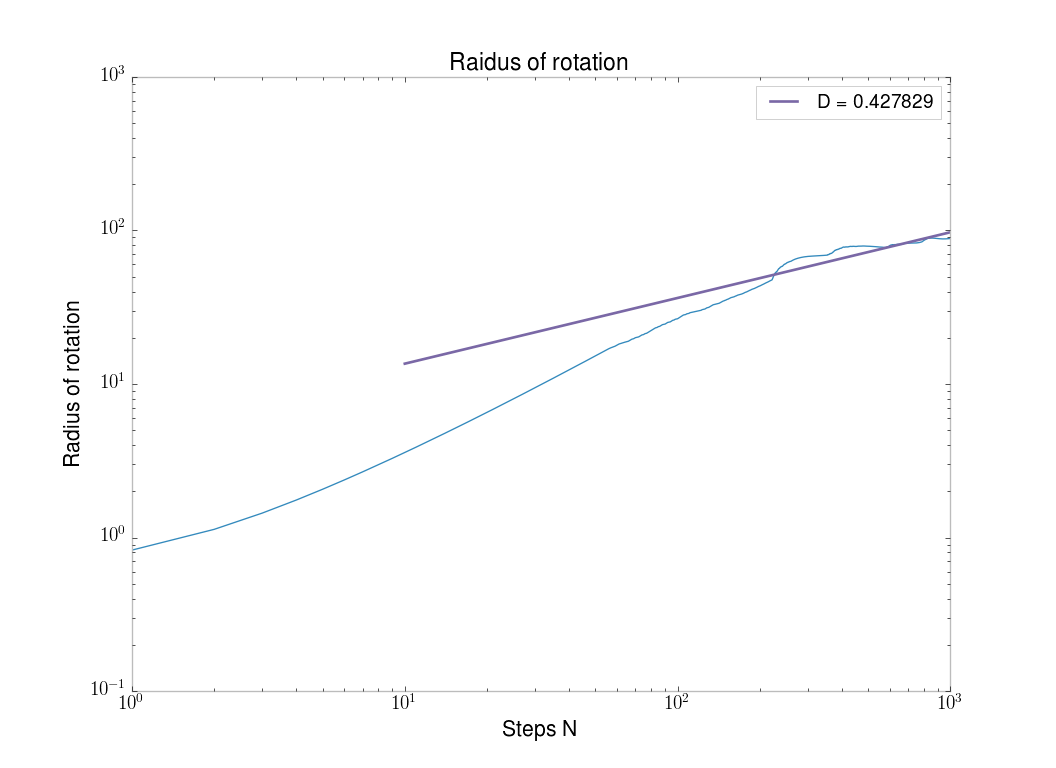 Raidus of rotation
10³
D = 0.427829
10²
10¹
10⁰
10⁻¹
Radius of rotation
10⁰ 10¹ 10² 10³
Steps N